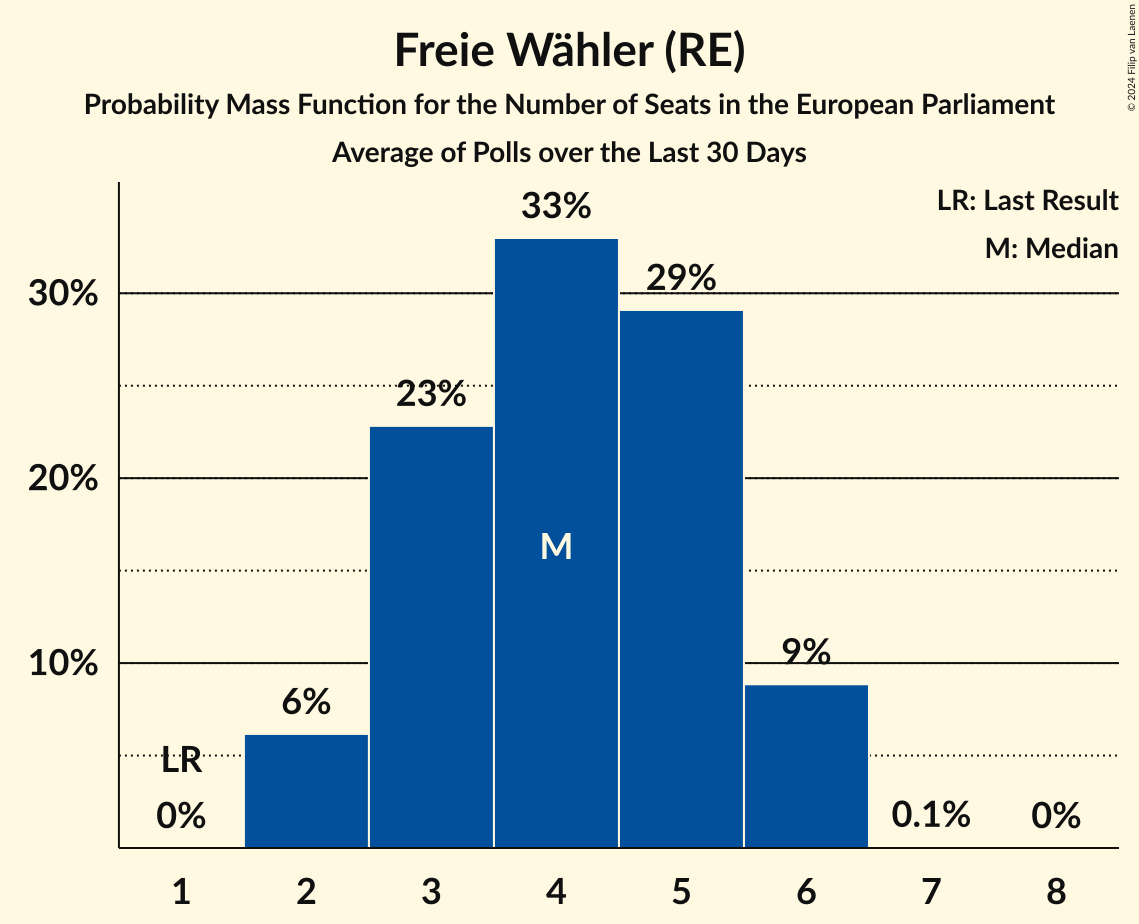 Freie Wähler (RE)
Probability Mass Function for the Number of Seats in the European Parliament
Average of Polls over the Last 30 Days
© 2024 Filip van Laenen
LR: Last Result
M: Median
33%
30%
29%
23%
20%
M
10%
9%
6%
LR
0%
0.1%
0%
1 2 3 4 5 6 7 8